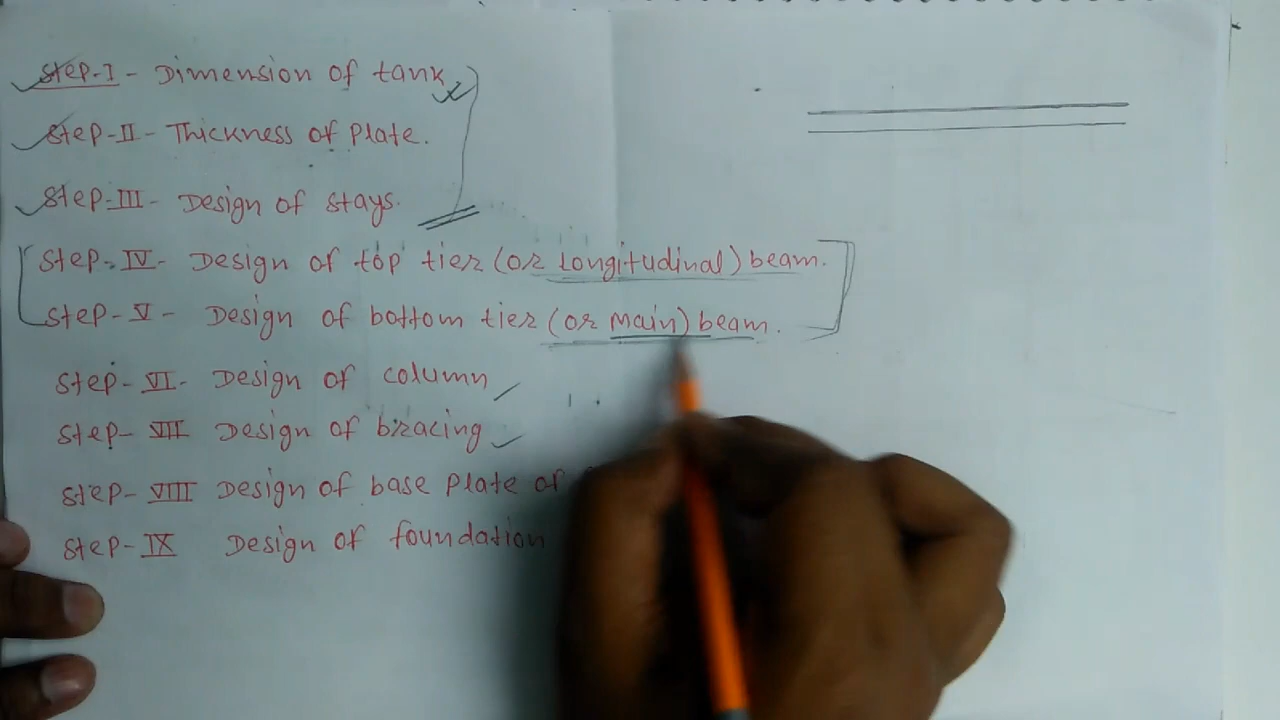 Step-I - Dimension of tank
Step-II - Thickness of Plate.
Step-III - Design of stays.
Step-IV - Design of top tier (or longitudinal) beam.
Step-V - Design of bottom tier (or main) beam.
Step-VI - Design of column
Step-VII Design of bracing
Step-VIII Design of base plate of
Step-IX Design of foundation